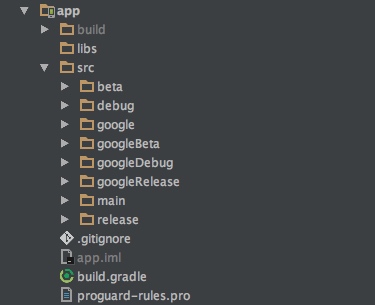 app
build
libs
src
beta
debug
google
googleBeta
googleDebug
googleRelease
main
release
.gitignore
app.iml
build.gradle
proguard-rules.pro